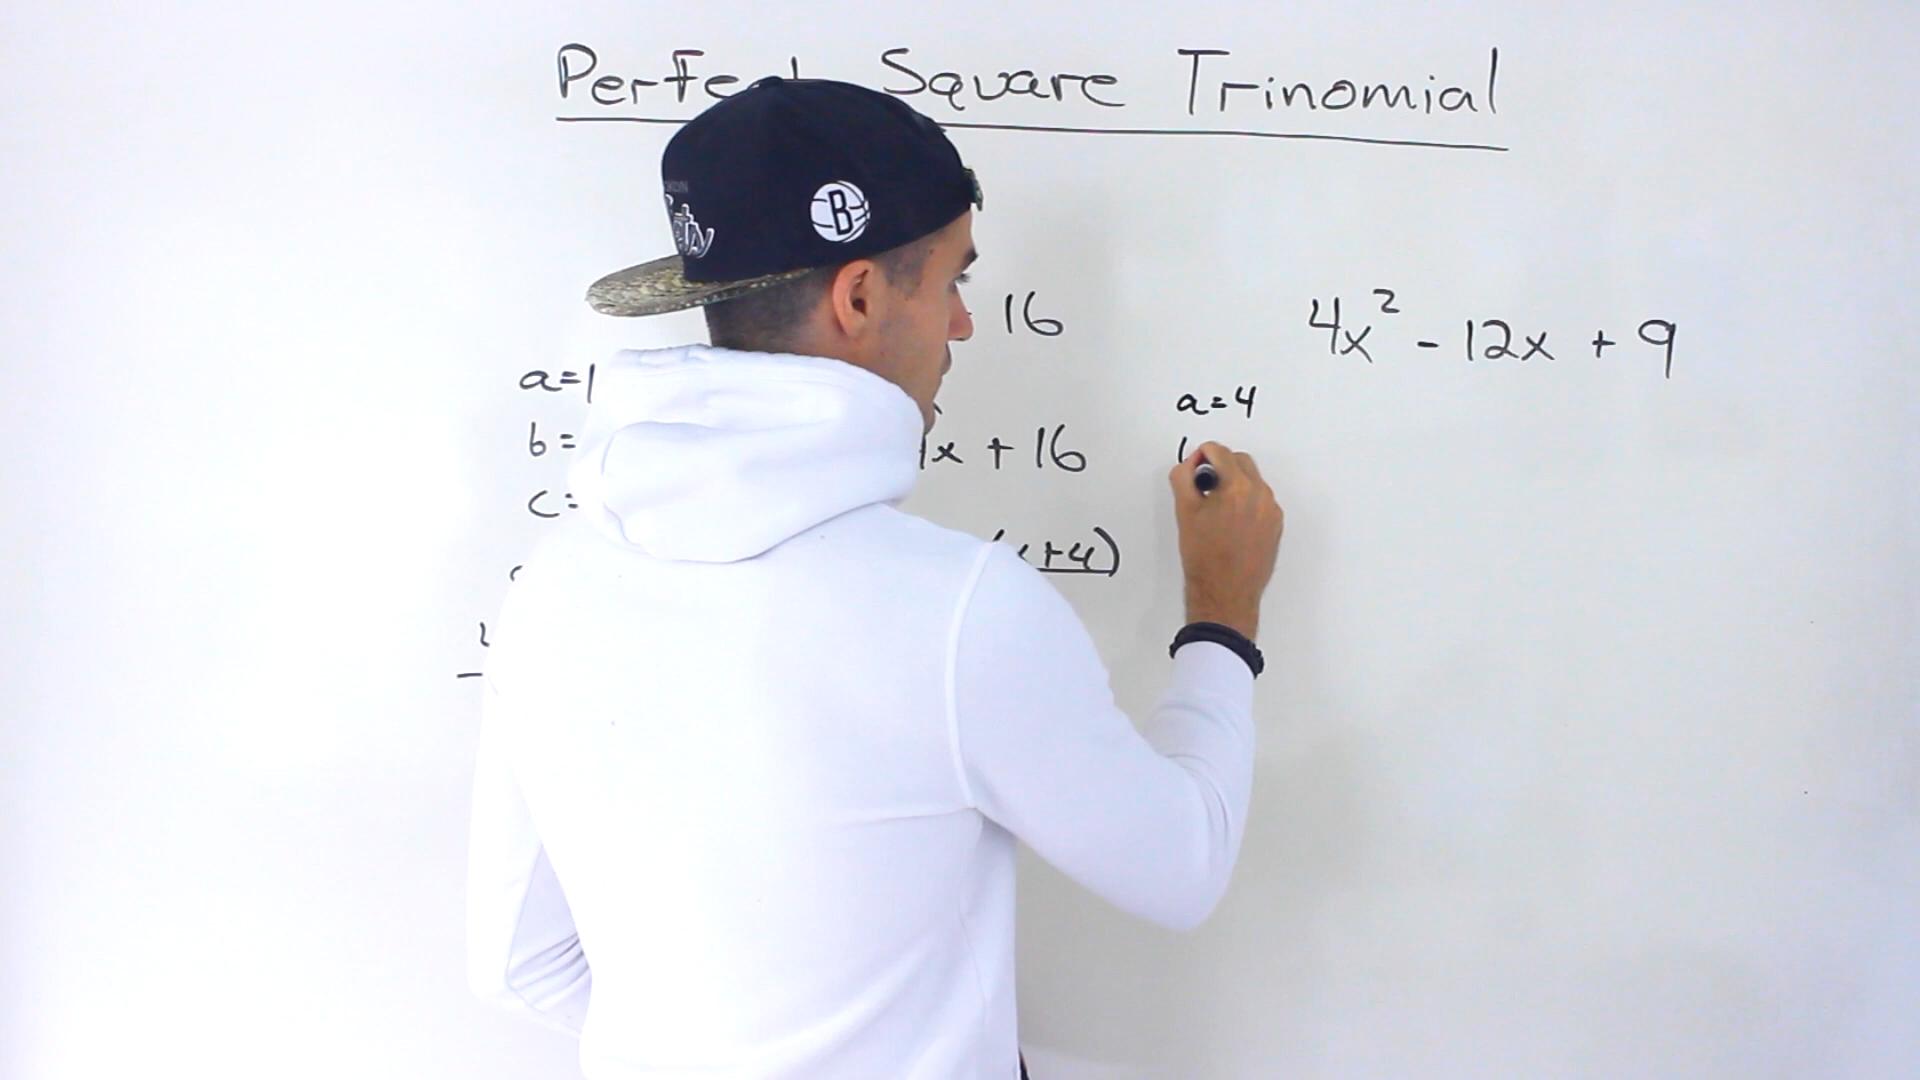 Perfect Square Trinomial
16
4x² - 12x + 9
a=1
a=4
b=
x + 16
c=
+4)
B